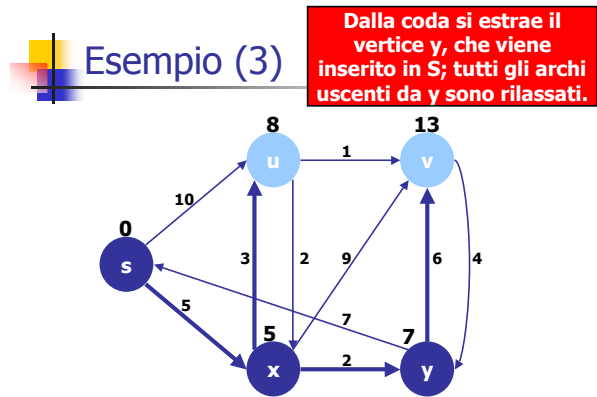 Esempio (3)
Dalla coda si estrae il
vertice y, che viene
inserito in S; tutti gli archi
uscenti da y sono rilassati.
8
13
u
1
v
10
0
s
3
2
9
6
4
5
7
5
7
x
2
y